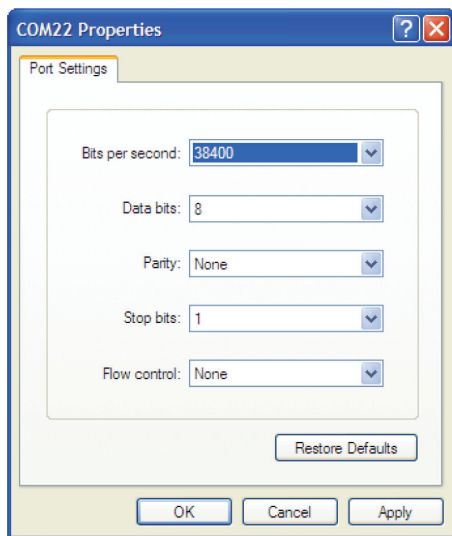 COM22 Properties
Port Settings
Bits per second: 38400
Data bits: 8
Parity: None
Stop bits: 1
Flow control: None
Restore Defaults
OK Cancel Apply